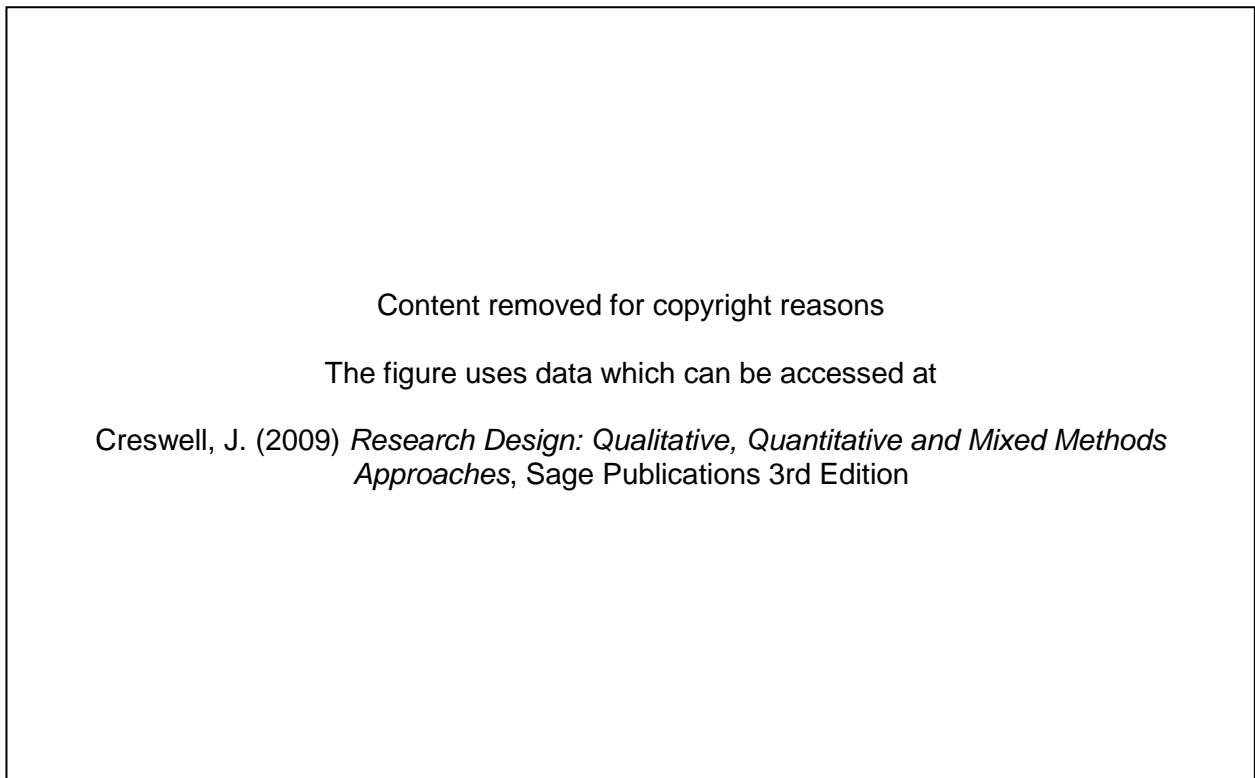 Content removed for copyright reasons
The figure uses data which can be accessed at
Creswell, J. (2009) Research Design: Qualitative, Quantitative and Mixed Methods
Approaches, Sage Publications 3rd Edition